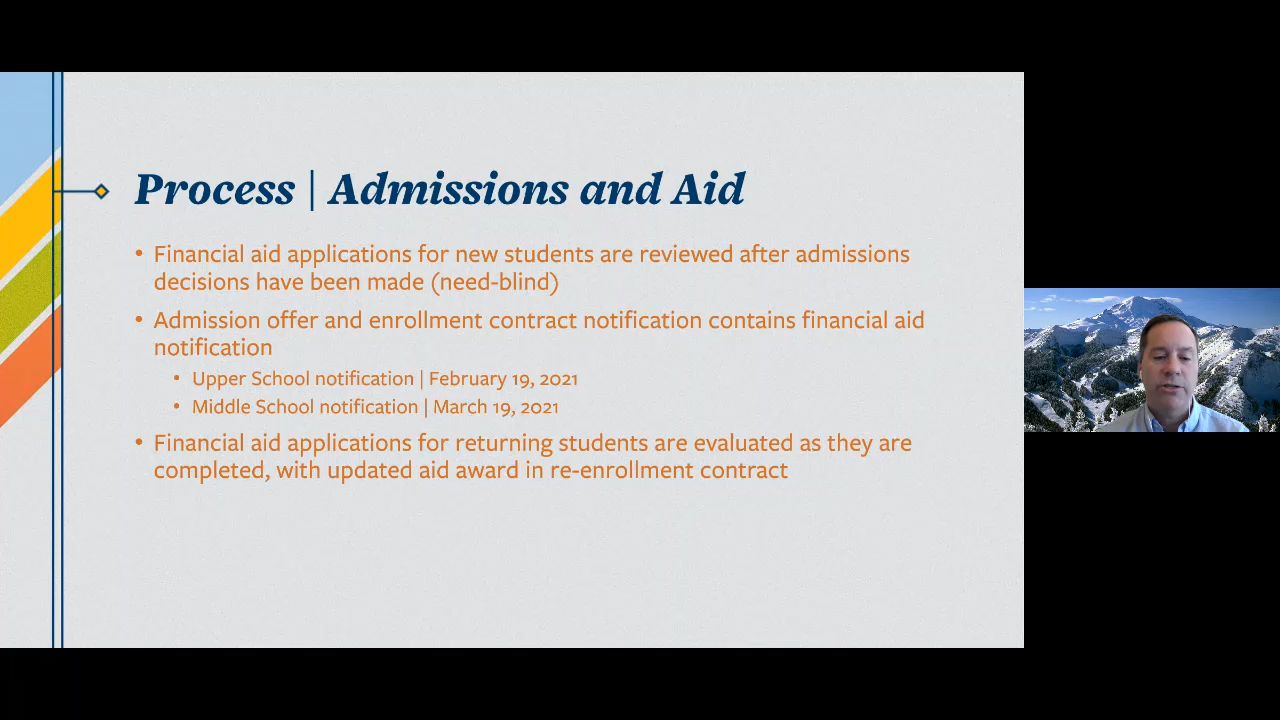 Process | Admissions and Aid
• Financial aid applications for new students are reviewed after admissions
decisions have been made (need-blind)
• Admission offer and enrollment contract notification contains financial aid
notification
• Upper School notification | February 19, 2021
• Middle School notification | March 19, 2021
• Financial aid applications for returning students are evaluated as they are
completed, with updated aid award in re-enrollment contract